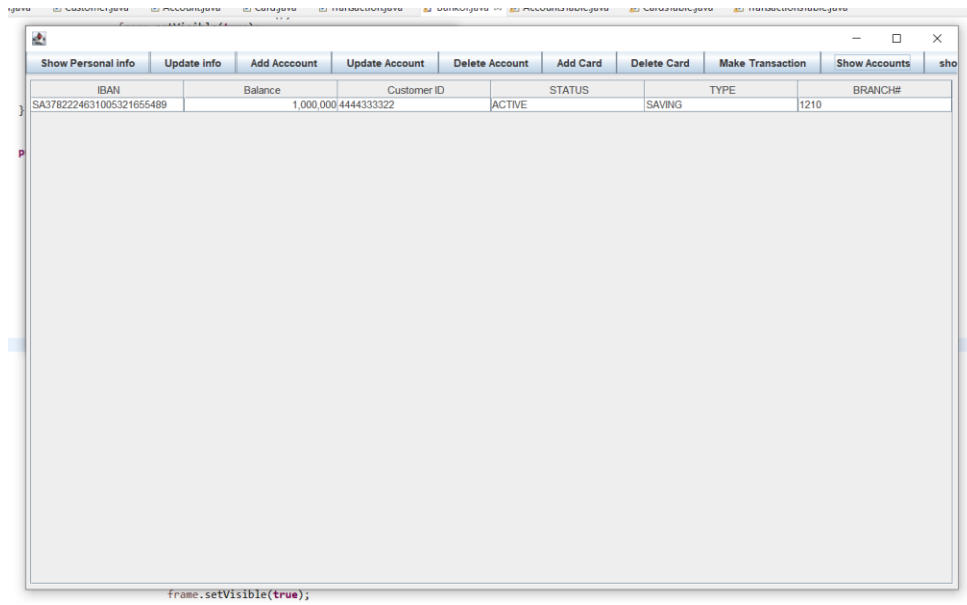 Show Personal info Update info Add Acccount Update Account Delete Account Add Card Delete Card Make Transaction Show Accounts sho
IBAN Balance Customer ID STATUS TYPE BRANCH#
SA3782224631005321655489 1,000,000 4444333322 ACTIVE SAVING 1210
}
frame.setVisible(true);